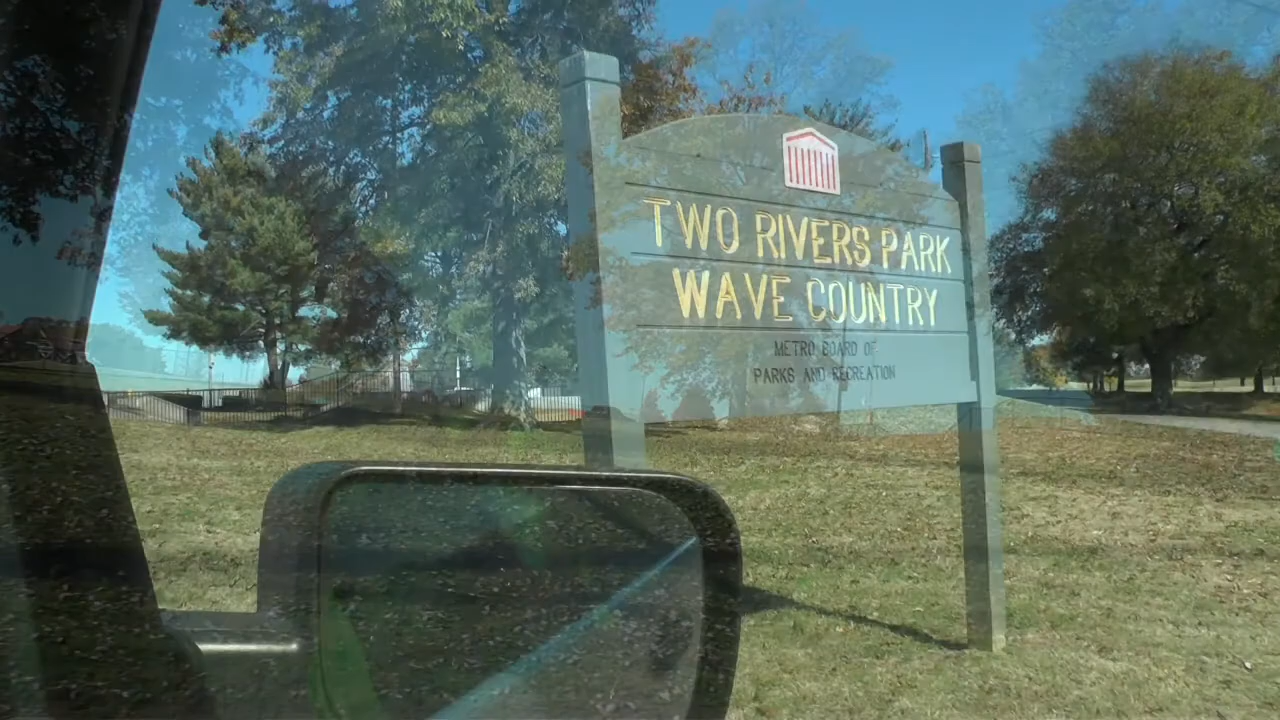 TWO RIVERS PARK
WAVE COUNTRY
METRO BOARD OF
PARKS AND RECREATION